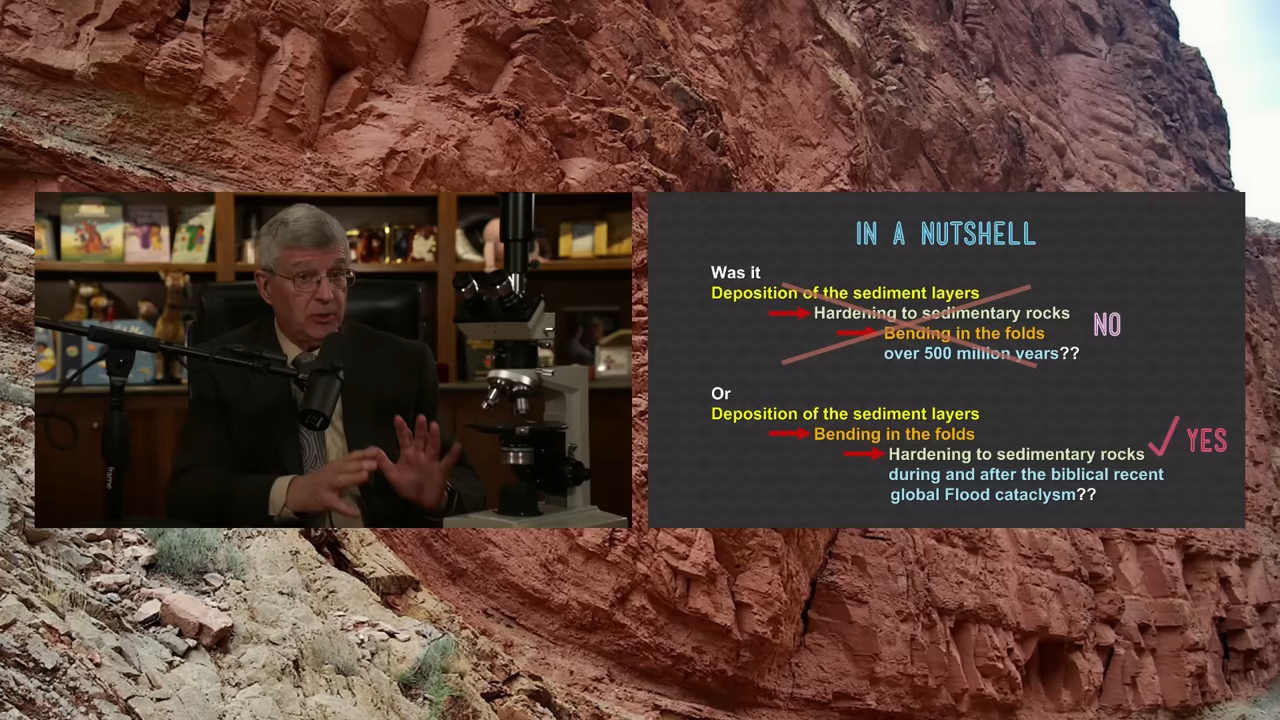 IN A NUTSHELL
Was it
Deposition of the sediment layers
Hardening to sedimentary rocks
Bending in the folds
over 500 million years??
NO
Or
Deposition of the sediment layers
Bending in the folds
Hardening to sedimentary rocks
during and after the biblical recent
global Flood cataclysm??
YES
frame